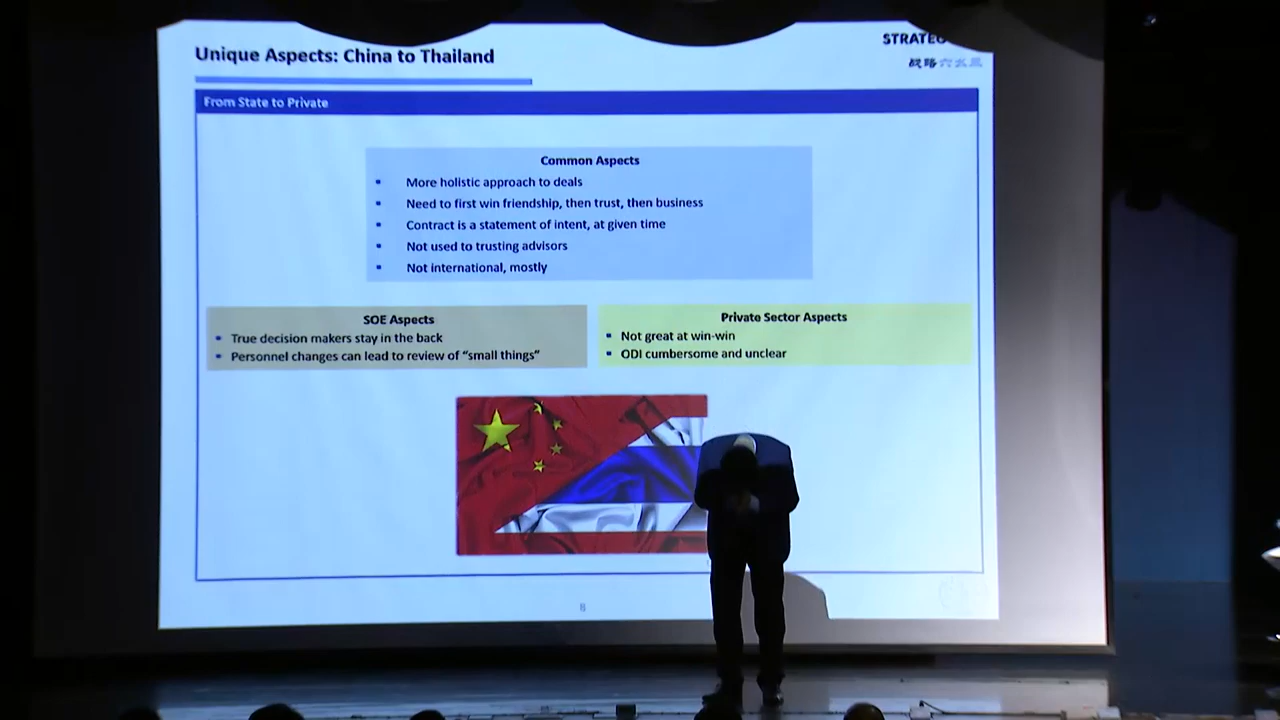 Unique Aspects: China to Thailand
STRATEG
战略六九三
From State to Private
Common Aspects
▪ More holistic approach to deals
▪ Need to first win friendship, then trust, then business
▪ Contract is a statement of intent, at given time
▪ Not used to trusting advisors
▪ Not international, mostly
SOE Aspects
▪ True decision makers stay in the back
▪ Personnel changes can lead to review of “small things”
Private Sector Aspects
▪ Not great at win-win
▪ ODI cumbersome and unclear
8